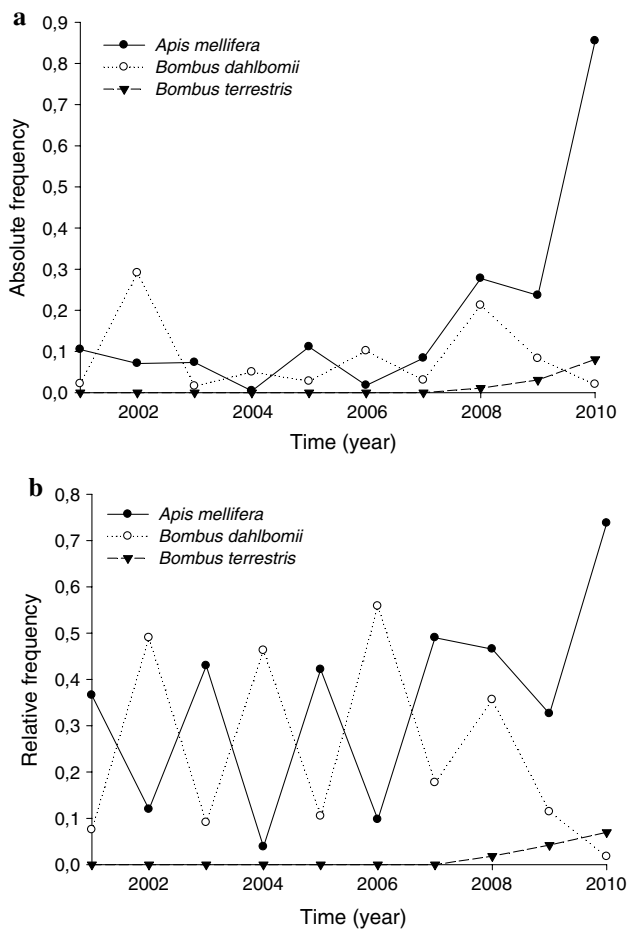 a
0,9
0,8
0,7
0,6
0,5
0,4
0,3
0,2
0,1
0,0
Absolute frequency
Apis mellifera
Bombus dahlbomii
Bombus terrestris
2002 2004 2006 2008 2010
Time (year)
b
0,8
0,7
0,6
0,5
0,4
0,3
0,2
0,1
0,0
Relative frequency
Apis mellifera
Bombus dahlbomii
Bombus terrestris
2002 2004 2006 2008 2010
Time (year)